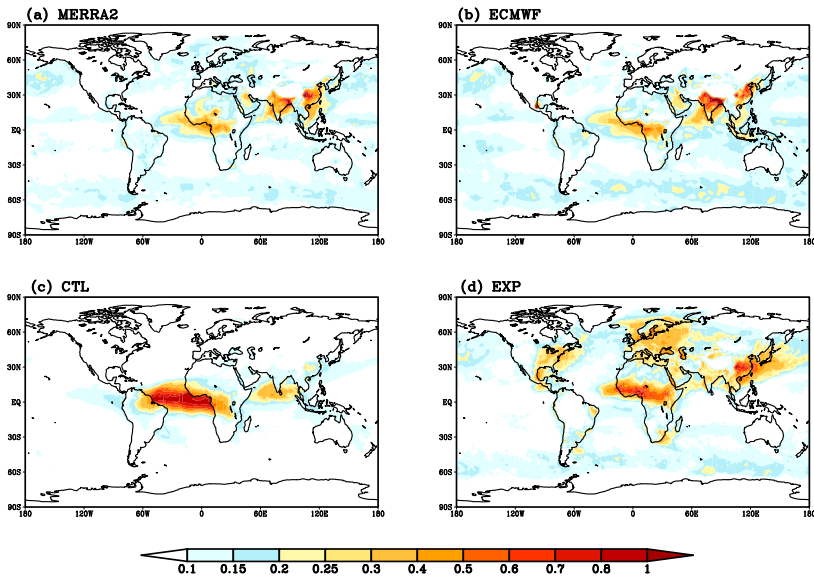 (a) MERRA2
(b) ECMWF
90N 90N
60N 60N
30N 30N
EQ EQ
30S 30S
60S 60S
90S 90S
180 120W 60W 0 60E 120E 180 180 120W 60W 0 60E 120E 180
(c) CTL
(d) EXP
90N 90N
60N 60N
30N 30N
EQ EQ
30S 30S
60S 60S
90S 90S
180 120W 60W 0 60E 120E 180 180 120W 60W 0 60E 120E 180
0.1 0.15 0.2 0.25 0.3 0.4 0.5 0.6 0.7 0.8 1